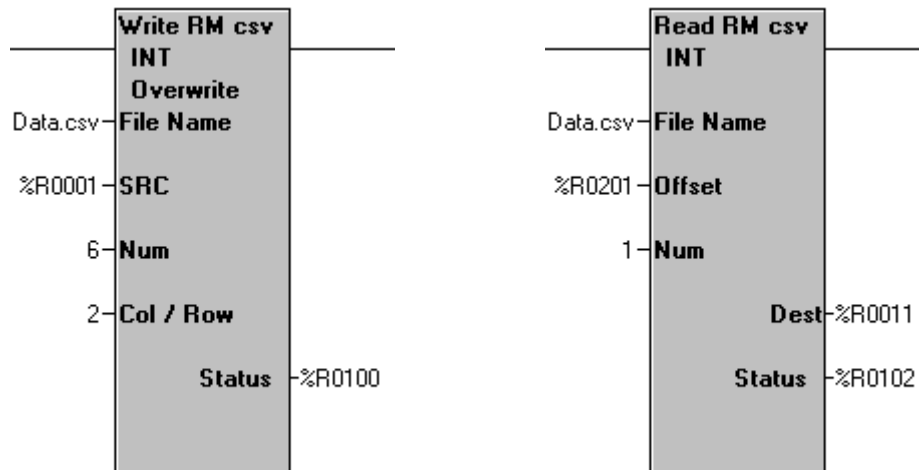 Write RM csv
INT
Overwrite
Data.csv File Name
%R0001 SRC
6 Num
2 Col / Row
Status %R0100
Read RM csv
INT
Data.csv File Name
%R0201 Offset
1 Num
Dest %R0011
Status %R0102